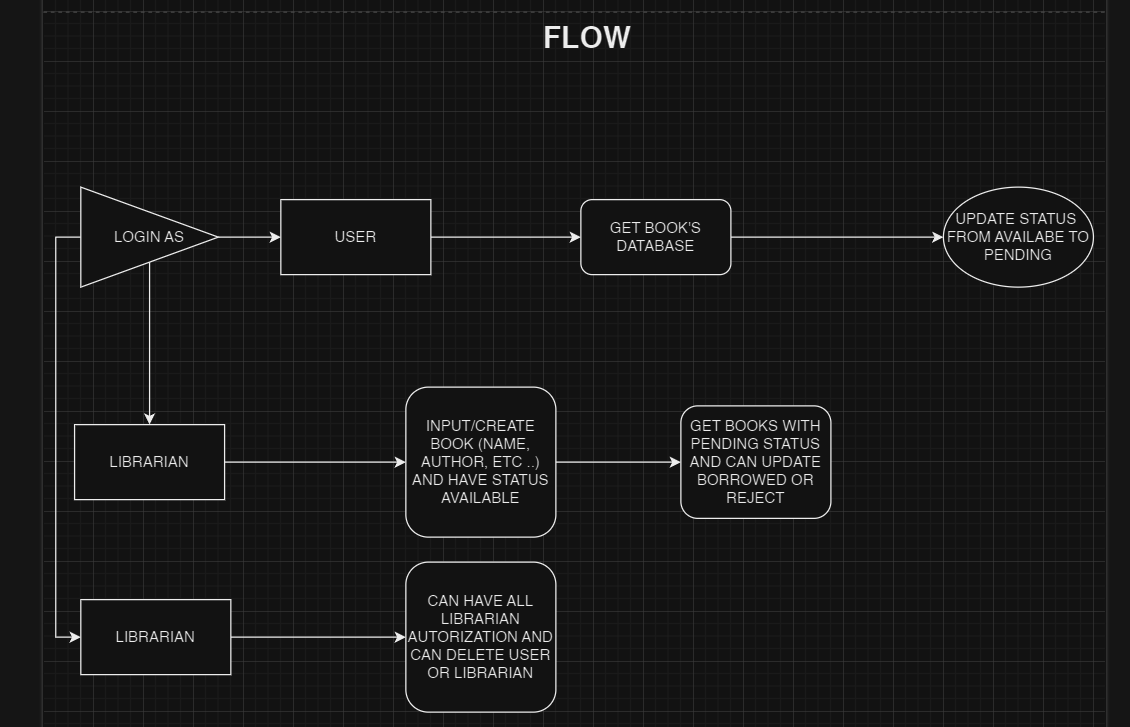 FLOW
LOGIN AS
USER
GET BOOK'S
DATABASE
UPDATE STATUS
FROM AVAILABE TO
PENDING
LIBRARIAN
INPUT/CREATE
BOOK (NAME,
AUTHOR, ETC ..)
AND HAVE STATUS
AVAILABLE
GET BOOKS WITH
PENDING STATUS
AND CAN UPDATE
BORROWED OR
REJECT
LIBRARIAN
CAN HAVE ALL
LIBRARIAN
AUTORIZATION AND
CAN DELETE USER
OR LIBRARIAN